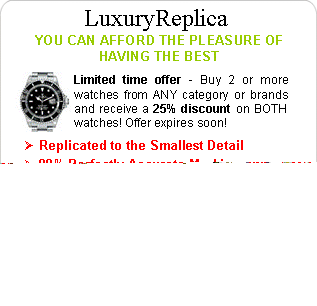 LuxuryReplica
YOU CAN AFFORD THE PLEASURE OF
HAVING THE BEST
Limited time offer - Buy 2 or more
watches from ANY category or brands
and receive a 25% discount on BOTH
watches! Offer expires soon!
➢ Replicated to the Smallest Detail